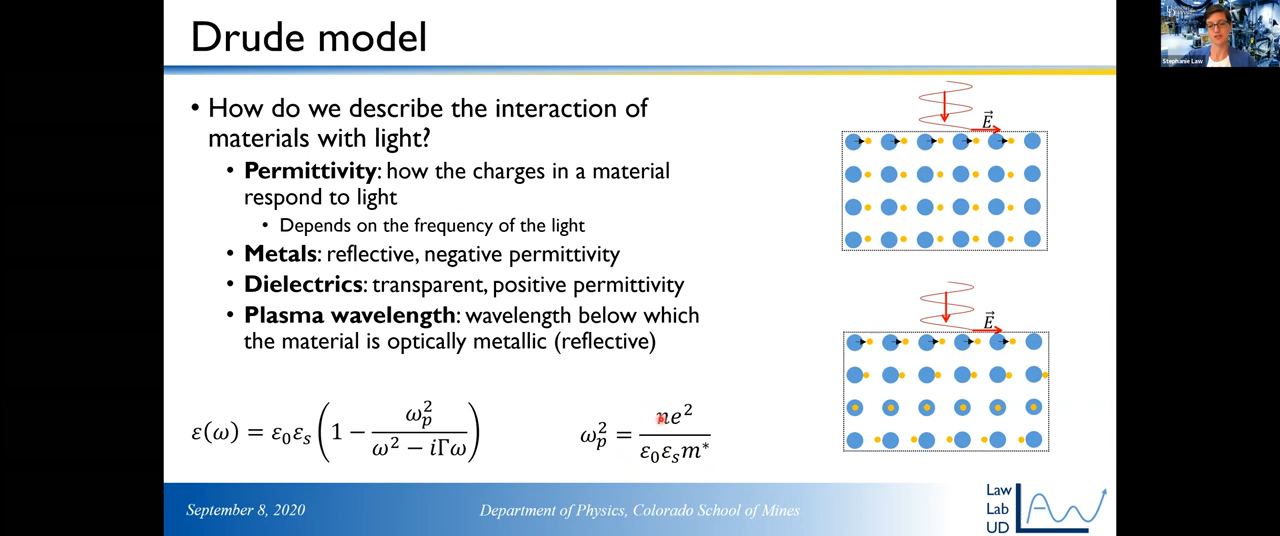 Drude model
• How do we describe the interaction of
materials with light?
• Permittivity: how the charges in a material
respond to light
• Depends on the frequency of the light
• Metals: reflective, negative permittivity
• Dielectrics: transparent, positive permittivity
• Plasma wavelength: wavelength below which
the material is optically metallic (reflective)
ε(ω) = ε₀εₛ (1 − ωₚ² / (ω² − iΓω))
ωₚ² = ne² / (ε₀εₛm*)
E⃗
E⃗
September 8, 2020
Department of Physics, Colorado School of Mines
Law
Lab
UD
Stephanie Law